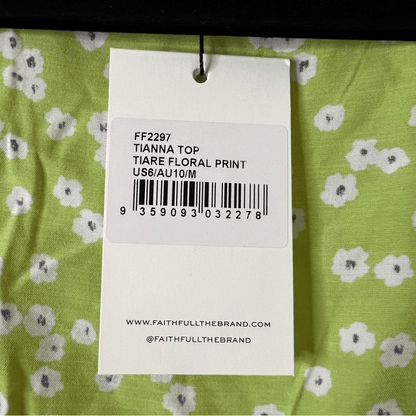 FF2297
TIANNA TOP
TIARE FLORAL PRINT
US6/AU10/M
9 359093 032278
WWW.FAITHFULLTHEBRAND.COM
@FAITHFULLTHEBRAND